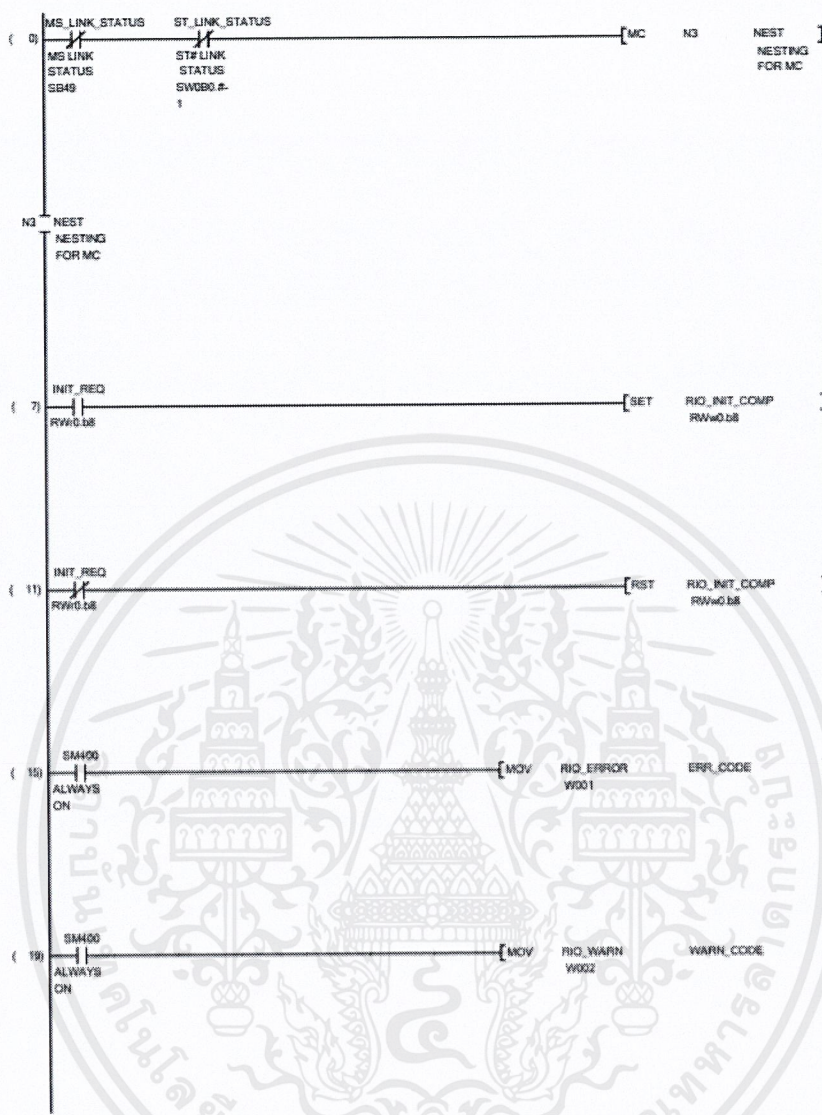 MS_LINK_STATUS ST_LINK_STATUS
( 0) [MC N3 NEST ]
MS LINK STATUS SB49
ST# LINK STATUS SW0B0.#-1
NESTING FOR MC
N3 NEST
NESTING FOR MC
INIT_REQ
( 7) [SET RIO_INIT_COMP ]
RWr0.b8 RWw0.b8
INIT_REQ
( 11) [RST RIO_INIT_COMP ]
RWr0.b8 RWw0.b8
SM400
( 15) [MOV RIO_ERROR ERR_CODE
ALWAYS ON W001
SM400
( 19) [MOV RIO_WARN WARN_CODE
ALWAYS ON W002